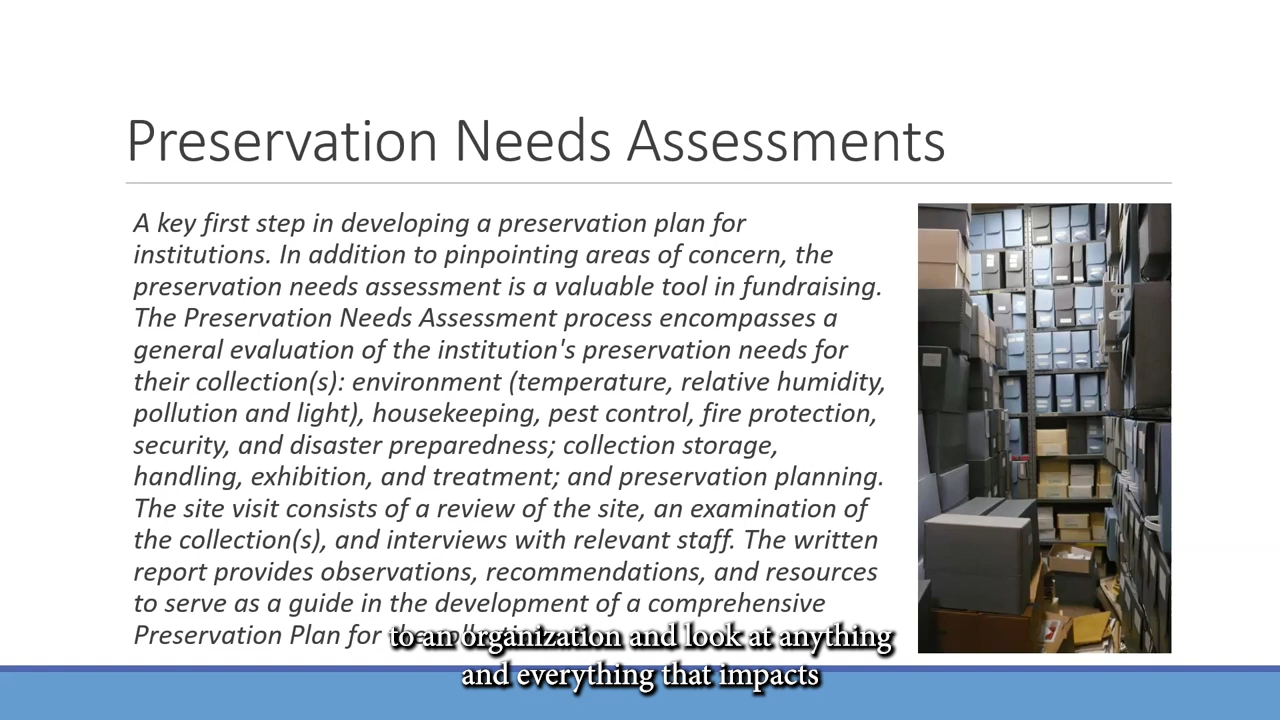 Preservation Needs Assessments
A key first step in developing a preservation plan for
institutions. In addition to pinpointing areas of concern, the
preservation needs assessment is a valuable tool in fundraising.
The Preservation Needs Assessment process encompasses a
general evaluation of the institution's preservation needs for
their collection(s): environment (temperature, relative humidity,
pollution and light), housekeeping, pest control, fire protection,
security, and disaster preparedness; collection storage,
handling, exhibition, and treatment; and preservation planning.
The site visit consists of a review of the site, an examination of
the collection(s), and interviews with relevant staff. The written
report provides observations, recommendations, and resources
to serve as a guide in the development of a comprehensive
Preservation Plan for
to an organization and look at anything
and everything that impacts